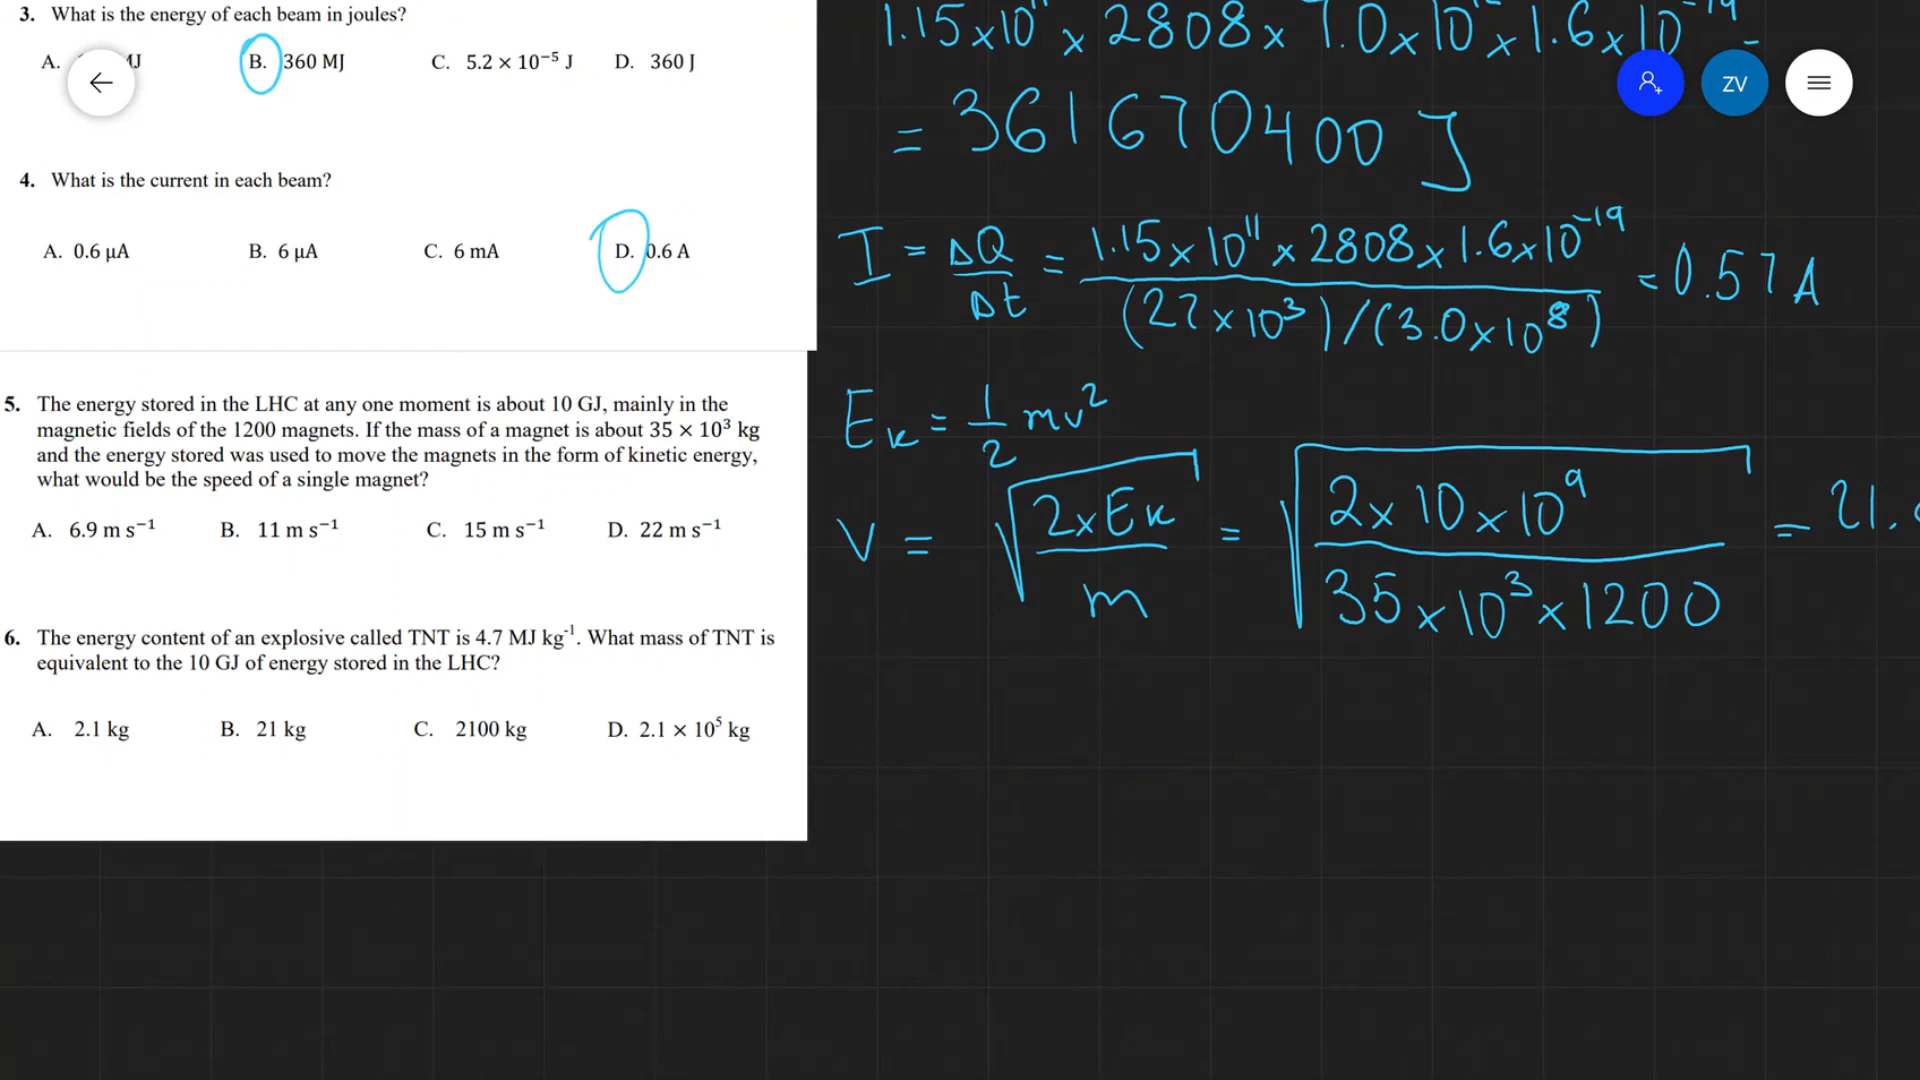 3. What is the energy of each beam in joules?
A. MJ B. 360 MJ C. 5.2 × 10⁻⁵ J D. 360 J
4. What is the current in each beam?
A. 0.6 μA B. 6 μA C. 6 mA D. 0.6 A
5. The energy stored in the LHC at any one moment is about 10 GJ, mainly in the
magnetic fields of the 1200 magnets. If the mass of a magnet is about 35 × 10³ kg
and the energy stored was used to move the magnets in the form of kinetic energy,
what would be the speed of a single magnet?
A. 6.9 m s⁻¹ B. 11 m s⁻¹ C. 15 m s⁻¹ D. 22 m s⁻¹
6. The energy content of an explosive called TNT is 4.7 MJ kg⁻¹. What mass of TNT is
equivalent to the 10 GJ of energy stored in the LHC?
A. 2.1 kg B. 21 kg C. 2100 kg D. 2.1 × 10⁵ kg
1.15×10¹¹ × 2808 × 7.0×10¹² × 1.6×10⁻¹⁹ =
ZV
= 361670400 J
I = ΔQ/Δt = 1.15×10¹¹ × 2808 × 1.6×10⁻¹⁹ / (27×10³)/(3.0×10⁸) = 0.57 A
Eₖ = 1/2 mv²
V = √(2×Eₖ / m) = √(2×10×10⁹ / 35×10³×1200) = 21.